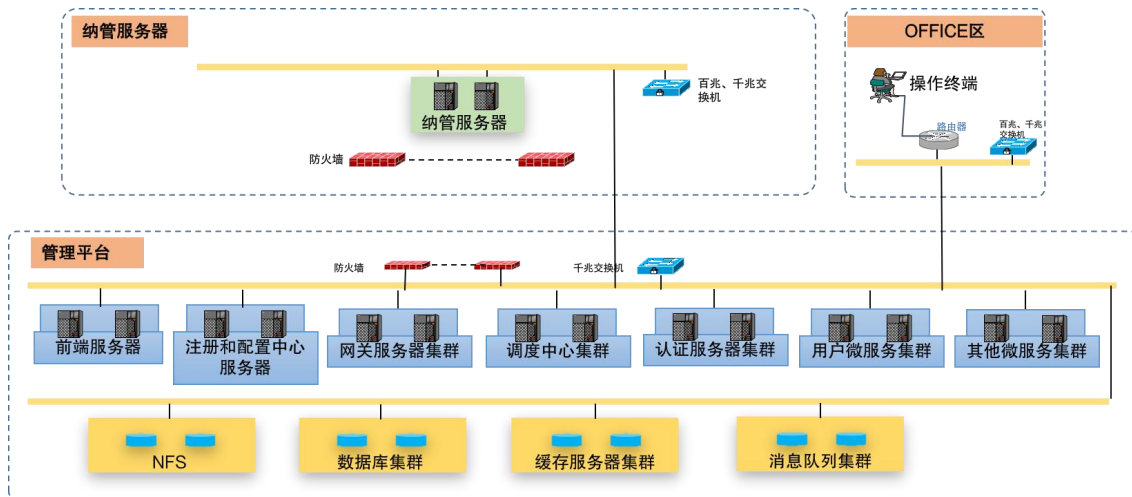 纳管服务器
OFFICE区
操作终端
百兆、千兆交
换机
纳管服务器
路由器
百兆、千兆
交换机
防火墙
管理平台
防火墙
千兆交换机
前端服务器
注册和配置中心
服务器
网关服务器集群
调度中心集群
认证服务器集群
用户微服务集群
其他微服务集群
NFS
数据库集群
缓存服务器集群
消息队列集群